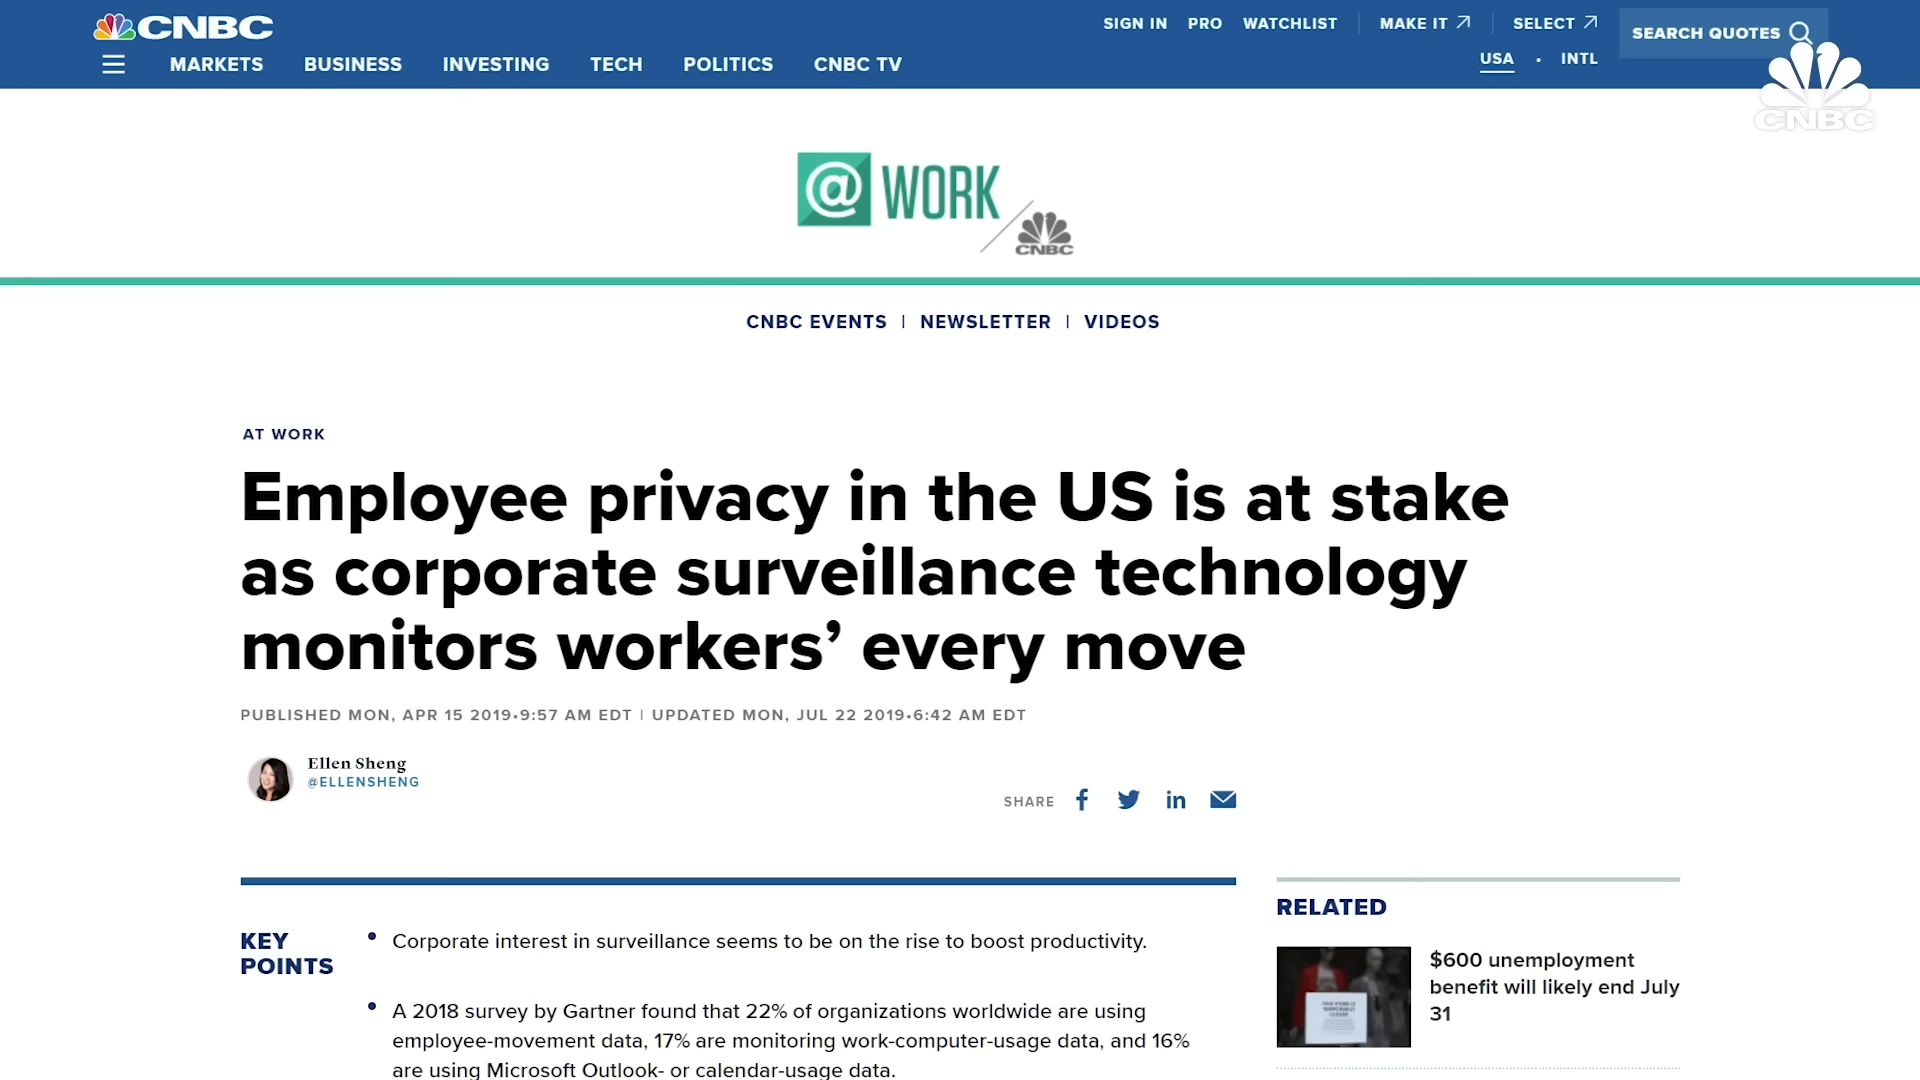 CNBC
SIGN IN PRO WATCHLIST MAKE IT SELECT
SEARCH QUOTES
USA • INTL
MARKETS BUSINESS INVESTING TECH POLITICS CNBC TV
CNBC
@ WORK
CNBC
CNBC EVENTS | NEWSLETTER | VIDEOS
AT WORK
Employee privacy in the US is at stake
as corporate surveillance technology
monitors workers’ every move
PUBLISHED MON, APR 15 2019•9:57 AM EDT | UPDATED MON, JUL 22 2019•6:42 AM EDT
Ellen Sheng
@ELLENSHENG
SHARE
KEY
POINTS
• Corporate interest in surveillance seems to be on the rise to boost productivity.
• A 2018 survey by Gartner found that 22% of organizations worldwide are using
employee-movement data, 17% are monitoring work-computer-usage data, and 16%
are using Microsoft Outlook- or calendar-usage data.
RELATED
$600 unemployment
benefit will likely end July
31